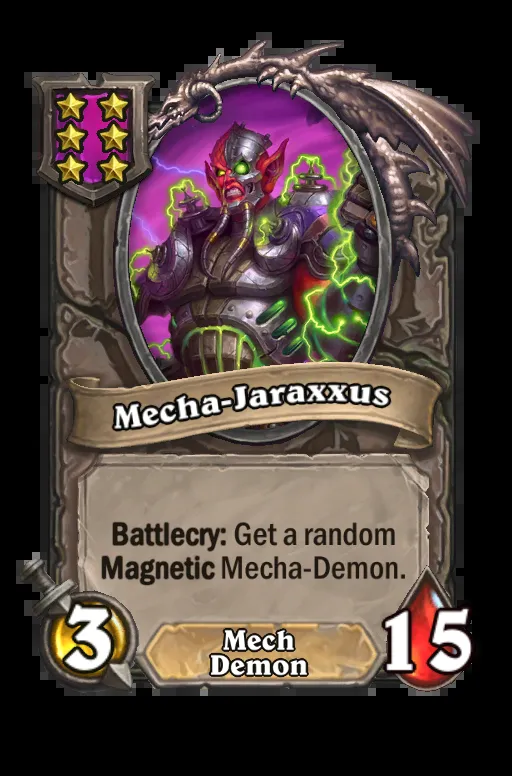 Mecha-Jaraxxus
Battlecry: Get a random
Magnetic Mecha-Demon.
3
Mech
Demon
15